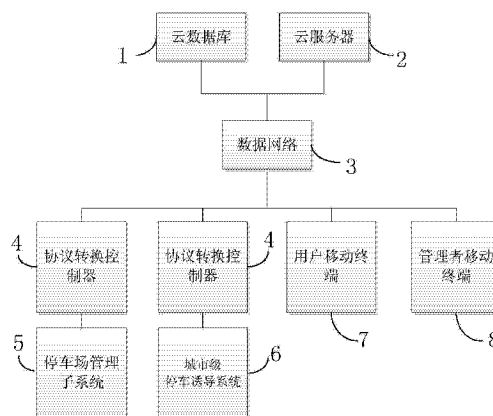 1
云数据库
云服务器
2
数据网络
3
4
协议转换控
制器
协议转换控
制器
4
用户移动终
端
管理者移动
终端
5
停车场管理
子系统
城市级
停车诱导系统
6
7
8